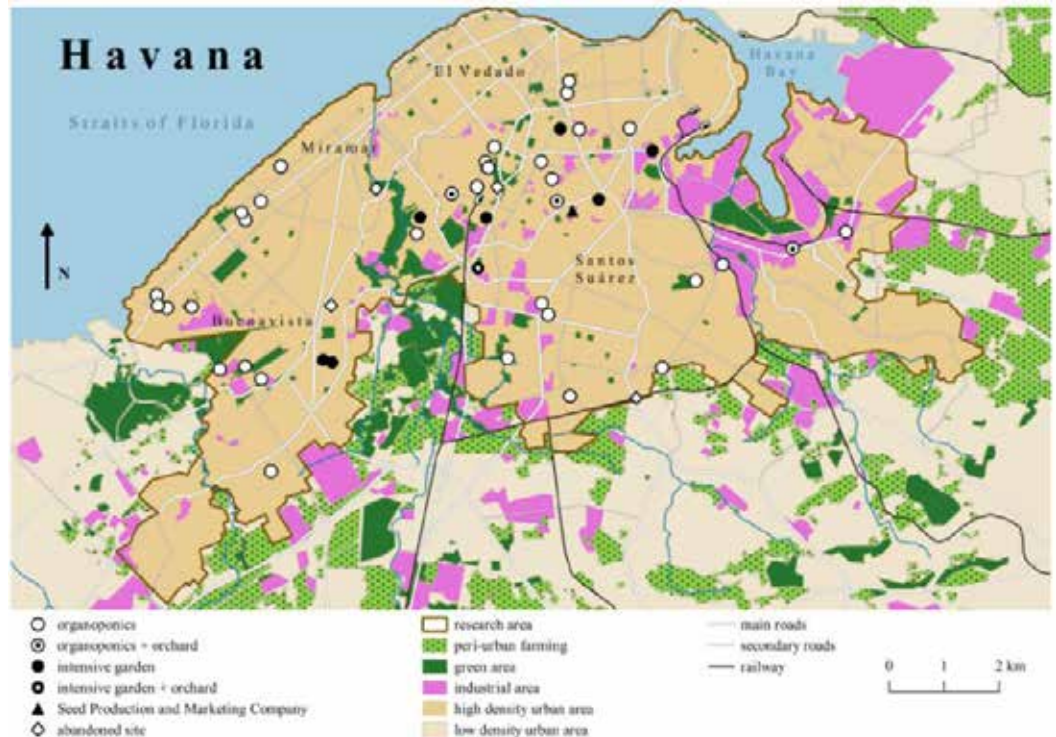 Havana
El Vedado
Havana
Bay
Straits of Florida
Miramar
N
Santos
Suárez
Buenavista
organoponics
organoponics + orchard
intensive garden
intensive garden + orchard
Seed Production and Marketing Company
abandoned site
research area
peri-urban farming
green area
industrial area
high density urban area
low density urban area
main roads
secondary roads
railway
0 1 2 km